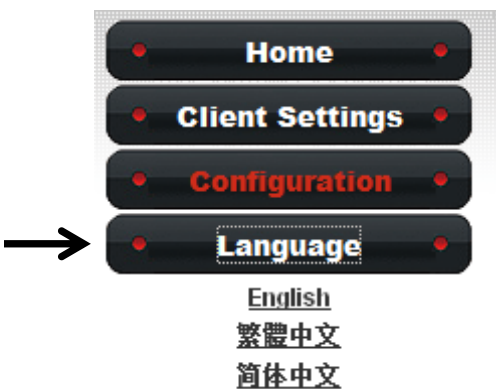 Home
Client Settings
Configuration
Language
English
繁體中文
简体中文